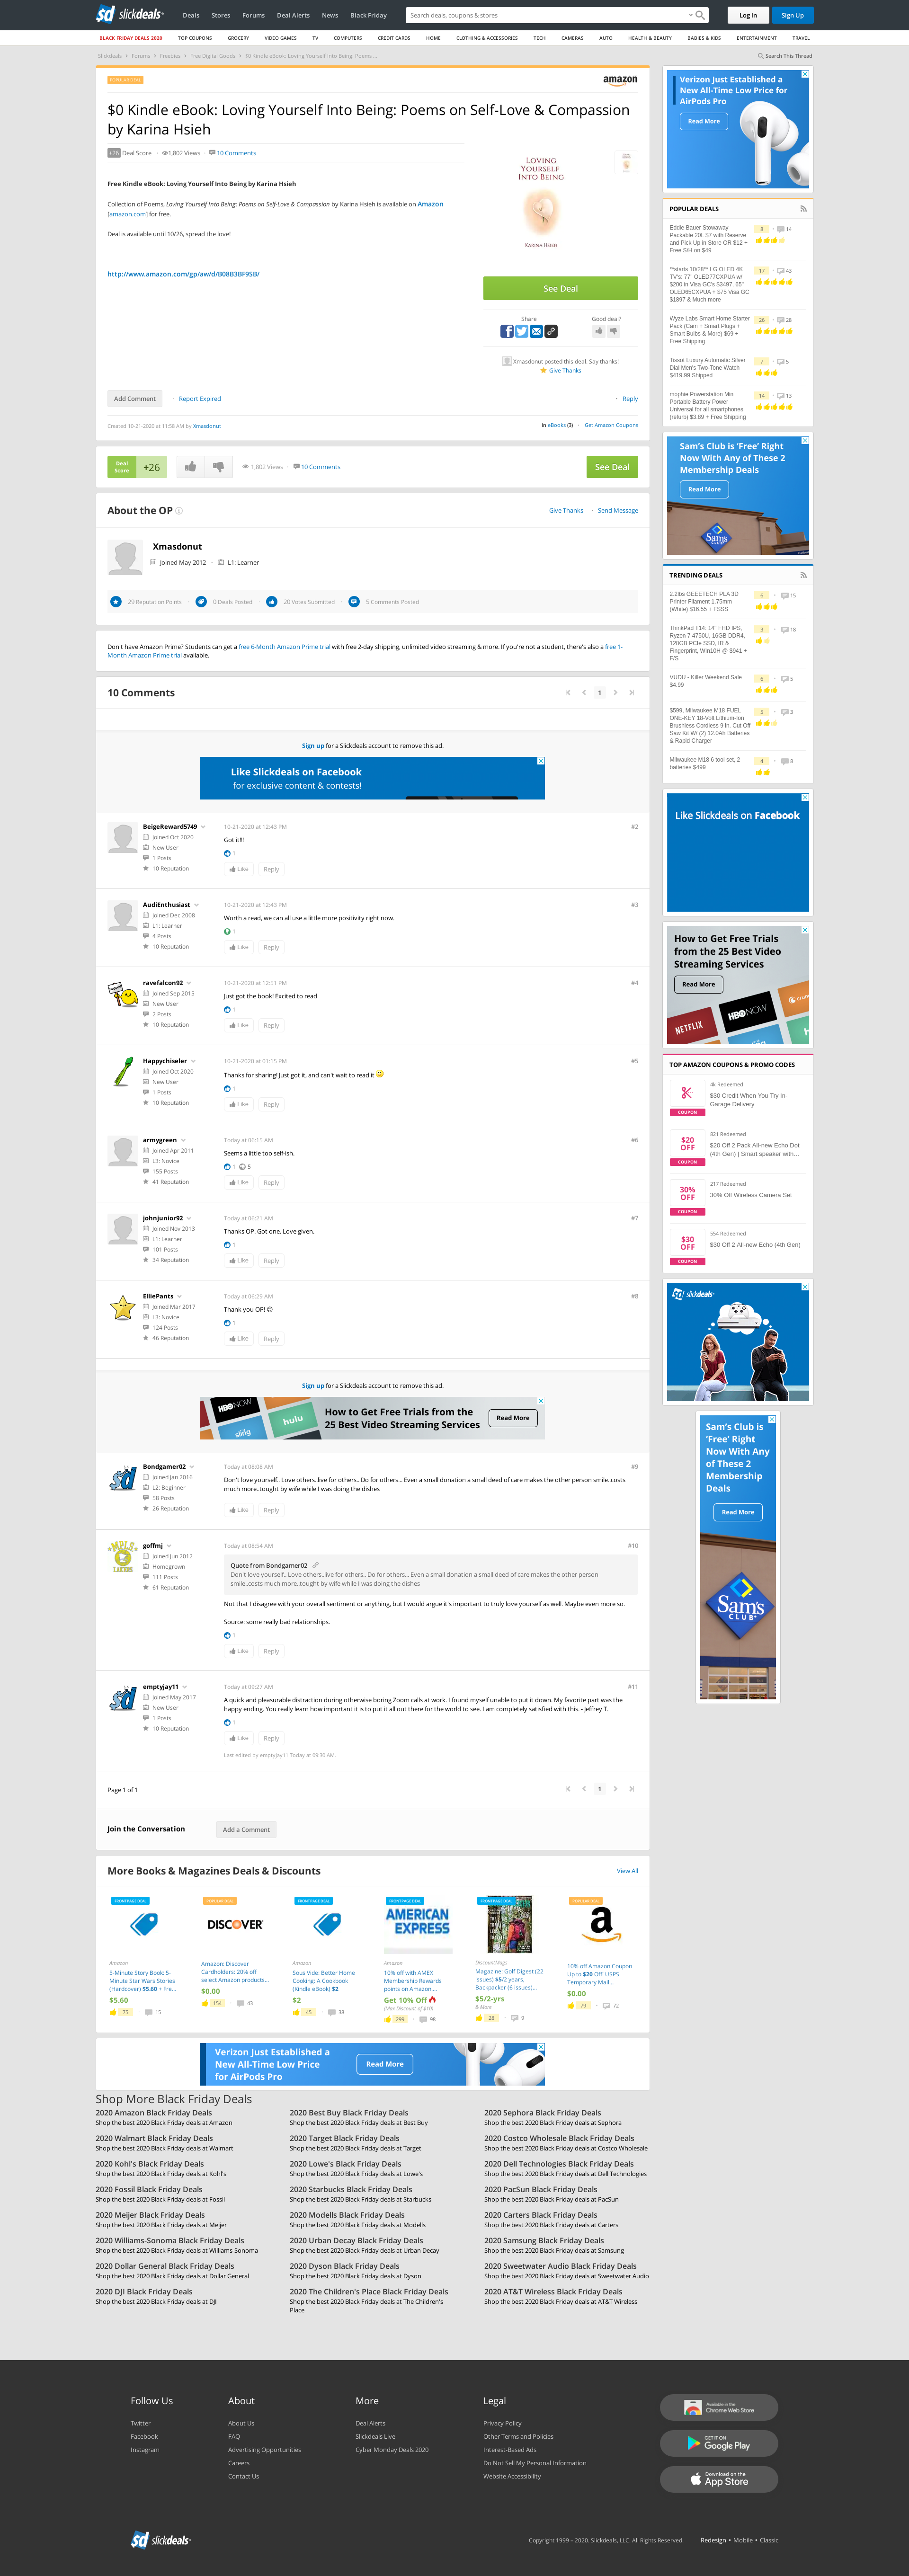 slickdeals
Deals Stores Forums Deal Alerts News Black Friday
Search deals, coupons & stores
Log In Sign Up
BLACK FRIDAY DEALS 2020 TOP COUPONS GROCERY VIDEO GAMES TV COMPUTERS CREDIT CARDS HOME CLOTHING & ACCESSORIES TECH CAMERAS AUTO HEALTH & BEAUTY BABIES & KIDS ENTERTAINMENT TRAVEL
Slickdeals > Forums > Freebies > Free Digital Goods > $0 Kindle eBook: Loving Yourself Into Being: Poems ...
Search This Thread
POPULAR DEAL
amazon
$0 Kindle eBook: Loving Yourself Into Being: Poems on Self-Love & Compassion
by Karina Hsieh
+26 Deal Score 1,802 Views 10 Comments
Free Kindle eBook: Loving Yourself Into Being by Karina Hsieh
Collection of Poems, Loving Yourself Into Being: Poems on Self-Love & Compassion by Karina Hsieh is available on Amazon
[amazon.com] for free.
Deal is available until 10/26, spread the love!
http://www.amazon.com/gp/aw/d/B08B3BF9SB/
LOVING
YOURSELF
INTO BEING
KARINA HSIEH
See Deal
Share Good deal?
Xmasdonut posted this deal. Say thanks!
Give Thanks
Add Comment Report Expired
Reply
Created 10-21-2020 at 11:58 AM by Xmasdonut
in eBooks (3) Get Amazon Coupons
Deal
Score
+26
1,802 Views 10 Comments
See Deal
About the OP
Give Thanks Send Message
Xmasdonut
Joined May 2012 L1: Learner
29 Reputation Points 0 Deals Posted 20 Votes Submitted 5 Comments Posted
Don't have Amazon Prime? Students can get a free 6-Month Amazon Prime trial with free 2-day shipping, unlimited video streaming & more. If you're not a student, there's also a free 1-
Month Amazon Prime trial available.
10 Comments
1
Sign up for a Slickdeals account to remove this ad.
Like Slickdeals on Facebook
for exclusive content & contests!
BeigeReward5749
Joined Oct 2020
New User
1 Posts
10 Reputation
10-21-2020 at 12:43 PM
#2
Got it!!!
1
Like Reply
AudiEnthusiast
Joined Dec 2008
L1: Learner
4 Posts
10 Reputation
10-21-2020 at 12:43 PM
#3
Worth a read, we can all use a little more positivity right now.
1
Like Reply
ravefalcon92
Joined Sep 2015
New User
2 Posts
10 Reputation
10-21-2020 at 12:51 PM
#4
Just got the book! Excited to read
1
Like Reply
Happychiseler
Joined Oct 2020
New User
1 Posts
10 Reputation
10-21-2020 at 01:15 PM
#5
Thanks for sharing! Just got it, and can't wait to read it
1
Like Reply
armygreen
Joined Apr 2011
L3: Novice
155 Posts
41 Reputation
Today at 06:15 AM
#6
Seems a little too self-ish.
1 5
Like Reply
johnjunior92
Joined Nov 2013
L1: Learner
101 Posts
34 Reputation
Today at 06:21 AM
#7
Thanks OP. Got one. Love given.
1
Like Reply
ElliePants
Joined Mar 2017
L3: Novice
124 Posts
46 Reputation
Today at 06:29 AM
#8
Thank you OP! 😊
1
Like Reply
Sign up for a Slickdeals account to remove this ad.
HBO NOW
hulu
sling
How to Get Free Trials from the
25 Best Video Streaming Services
Read More
Bondgamer02
Joined Jan 2016
L2: Beginner
58 Posts
26 Reputation
Today at 08:08 AM
#9
Don't love yourself.. Love others..live for others.. Do for others... Even a small donation a small deed of care makes the other person smile..costs
much more..tought by wife while I was doing the dishes
Like Reply
goffmj
Joined Jun 2012
Homegrown
111 Posts
61 Reputation
Today at 08:54 AM
#10
Quote from Bondgamer02
Don't love yourself.. Love others..live for others.. Do for others... Even a small donation a small deed of care makes the other person
smile..costs much more..tought by wife while I was doing the dishes
Not that I disagree with your overall sentiment or anything, but I would argue it's important to truly love yourself as well. Maybe even more so.
Source: some really bad relationships.
1
Like Reply
emptyjay11
Joined May 2017
New User
1 Posts
10 Reputation
Today at 09:27 AM
#11
A quick and pleasurable distraction during otherwise boring Zoom calls at work. I found myself unable to put it down. My favorite part was the
happy ending. You really learn how important it is to put it all out there for the world to see. I am completely satisfied with this. - Jeffrey T.
1
Like Reply
Last edited by emptyjay11 Today at 09:30 AM.
Page 1 of 1
1
Join the Conversation
Add a Comment
More Books & Magazines Deals & Discounts
View All
FRONTPAGE DEAL
Amazon
5-Minute Story Book: 5-
Minute Star Wars Stories
(Hardcover) $5.60 + Fre...
$5.60
75 15
POPULAR DEAL
DISCOVER
Amazon: Discover
Cardholders: 20% off
select Amazon products...
$0.00
154 43
FRONTPAGE DEAL
Amazon
Sous Vide: Better Home
Cooking: A Cookbook
(Kindle eBook) $2
$2
45 38
FRONTPAGE DEAL
AMERICAN
EXPRESS
Amazon
10% off with AMEX
Membership Rewards
points on Amazon....
Get 10% Off
(Max Discount of $10)
299 98
FRONTPAGE DEAL
DiscountMags
Magazine: Golf Digest (22
issues) $5/2 years,
Backpacker (6 issues)...
$5/2-yrs
& More
28 9
POPULAR DEAL
10% off Amazon Coupon
Up to $20 Off! USPS
Temporary Mail...
$0.00
79 72
Verizon Just Established a
New All-Time Low Price
for AirPods Pro
Read More
Shop More Black Friday Deals
2020 Amazon Black Friday Deals
Shop the best 2020 Black Friday deals at Amazon
2020 Best Buy Black Friday Deals
Shop the best 2020 Black Friday deals at Best Buy
2020 Sephora Black Friday Deals
Shop the best 2020 Black Friday deals at Sephora
2020 Walmart Black Friday Deals
Shop the best 2020 Black Friday deals at Walmart
2020 Target Black Friday Deals
Shop the best 2020 Black Friday deals at Target
2020 Costco Wholesale Black Friday Deals
Shop the best 2020 Black Friday deals at Costco Wholesale
2020 Kohl's Black Friday Deals
Shop the best 2020 Black Friday deals at Kohl's
2020 Lowe's Black Friday Deals
Shop the best 2020 Black Friday deals at Lowe's
2020 Dell Technologies Black Friday Deals
Shop the best 2020 Black Friday deals at Dell Technologies
2020 Fossil Black Friday Deals
Shop the best 2020 Black Friday deals at Fossil
2020 Starbucks Black Friday Deals
Shop the best 2020 Black Friday deals at Starbucks
2020 PacSun Black Friday Deals
Shop the best 2020 Black Friday deals at PacSun
2020 Meijer Black Friday Deals
Shop the best 2020 Black Friday deals at Meijer
2020 Modells Black Friday Deals
Shop the best 2020 Black Friday deals at Modells
2020 Carters Black Friday Deals
Shop the best 2020 Black Friday deals at Carters
2020 Williams-Sonoma Black Friday Deals
Shop the best 2020 Black Friday deals at Williams-Sonoma
2020 Urban Decay Black Friday Deals
Shop the best 2020 Black Friday deals at Urban Decay
2020 Samsung Black Friday Deals
Shop the best 2020 Black Friday deals at Samsung
2020 Dollar General Black Friday Deals
Shop the best 2020 Black Friday deals at Dollar General
2020 Dyson Black Friday Deals
Shop the best 2020 Black Friday deals at Dyson
2020 Sweetwater Audio Black Friday Deals
Shop the best 2020 Black Friday deals at Sweetwater Audio
2020 DJI Black Friday Deals
Shop the best 2020 Black Friday deals at DJI
2020 The Children's Place Black Friday Deals
Shop the best 2020 Black Friday deals at The Children's
Place
2020 AT&T Wireless Black Friday Deals
Shop the best 2020 Black Friday deals at AT&T Wireless
Verizon Just Established a
New All-Time Low Price for
AirPods Pro
Read More
POPULAR DEALS
Eddie Bauer Stowaway
Packable 20L $7 with Reserve
and Pick Up in Store OR $12 +
Free S/H on $49
8 14
**starts 10/28** LG OLED 4K
TV's: 77" OLED77CXPUA w/
$200 in Visa GC's $3497, 65"
OLED65CXPUA + $75 Visa GC
$1897 & Much more
17 43
Wyze Labs Smart Home Starter
Pack (Cam + Smart Plugs +
Smart Bulbs & More) $69 +
Free Shipping
26 28
Tissot Luxury Automatic Silver
Dial Men's Two-Tone Watch
$419.99 Shipped
7 5
mophie Powerstation Min
Portable Battery Power
Universal for all smartphones
(refurb) $3.89 + Free Shipping
14 13
Sam's Club is 'Free' Right
Now With Any of These 2
Membership Deals
Read More
Sam's
TRENDING DEALS
2.2lbs GEEETECH PLA 3D
Printer Filament 1.75mm
(White) $16.55 + FSSS
6 15
ThinkPad T14: 14'' FHD IPS,
Ryzen 7 4750U, 16GB DDR4,
128GB PCIe SSD, IR &
Fingerprint, Win10H @ $941 +
F/S
3 18
VUDU - Killer Weekend Sale
$4.99
6 5
$599, Milwaukee M18 FUEL
ONE-KEY 18-Volt Lithium-Ion
Brushless Cordless 9 in. Cut Off
Saw Kit W/ (2) 12.0Ah Batteries
& Rapid Charger
5 3
Milwaukee M18 6 tool set, 2
batteries $499
4 8
Like Slickdeals on Facebook
How to Get Free Trials
from the 25 Best Video
Streaming Services
Read More
NETFLIX
HBO NOW
hulu
sling
TOP AMAZON COUPONS & PROMO CODES
COUPON
4k Redeemed
$30 Credit When You Try In-
Garage Delivery
$20
OFF
COUPON
821 Redeemed
$20 Off 2 Pack All-new Echo Dot
(4th Gen) | Smart speaker with...
30%
OFF
COUPON
217 Redeemed
30% Off Wireless Camera Set
$30
OFF
COUPON
554 Redeemed
$30 Off 2 All-new Echo (4th Gen)
slickdeals
Sam's Club is
'Free' Right
Now With Any
of These 2
Membership
Deals
Read More
Sam's
CLUB
Follow Us
Twitter
Facebook
Instagram
About
About Us
FAQ
Advertising Opportunities
Careers
Contact Us
More
Deal Alerts
Slickdeals Live
Cyber Monday Deals 2020
Legal
Privacy Policy
Other Terms and Policies
Interest-Based Ads
Do Not Sell My Personal Information
Website Accessibility
Available in the
Chrome Web Store
GET IT ON
Google Play
Download on the
App Store
slickdeals
Copyright 1999 - 2020. Slickdeals, LLC. All Rights Reserved. Redesign • Mobile • Classic